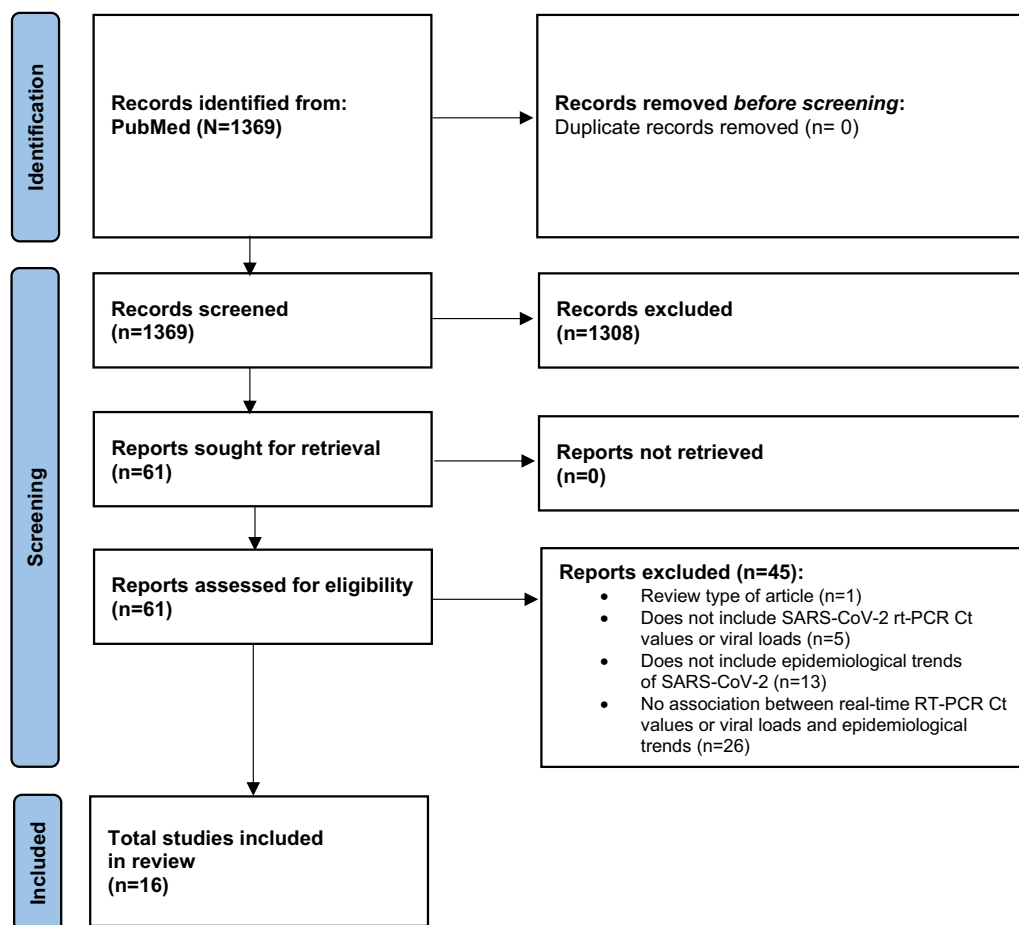 Identification
Records identified from:
PubMed (N=1369)
Records removed before screening:
Duplicate records removed (n= 0)
Screening
Records screened
(n=1369)
Records excluded
(n=1308)
Reports sought for retrieval
(n=61)
Reports not retrieved
(n=0)
Reports assessed for eligibility
(n=61)
Reports excluded (n=45):
• Review type of article (n=1)
• Does not include SARS-CoV-2 rt-PCR Ct
values or viral loads (n=5)
• Does not include epidemiological trends
of SARS-CoV-2 (n=13)
• No association between real-time RT-PCR Ct
values or viral loads and epidemiological
trends (n=26)
Included
Total studies included
in review
(n=16)